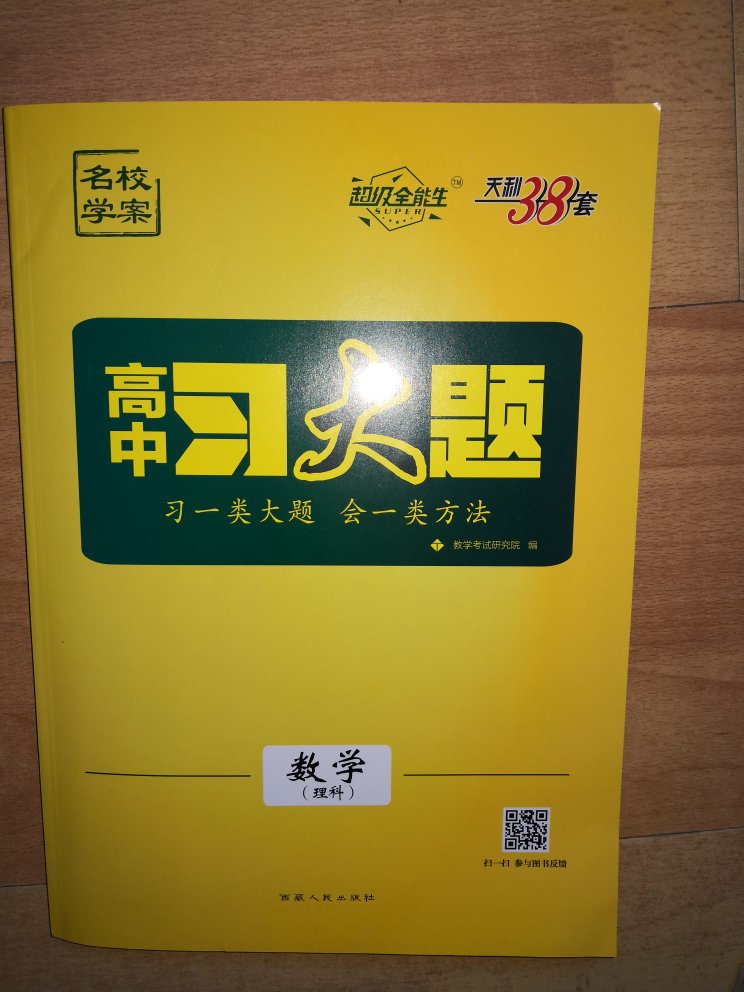 名校
学案
超级全能生
TM
SUPER
天利38套
高中
习大题
习一类大题 会一类方法
教学考试研究院 编
数学
(理科)
扫一扫 参与图书反馈
西藏人民出版社